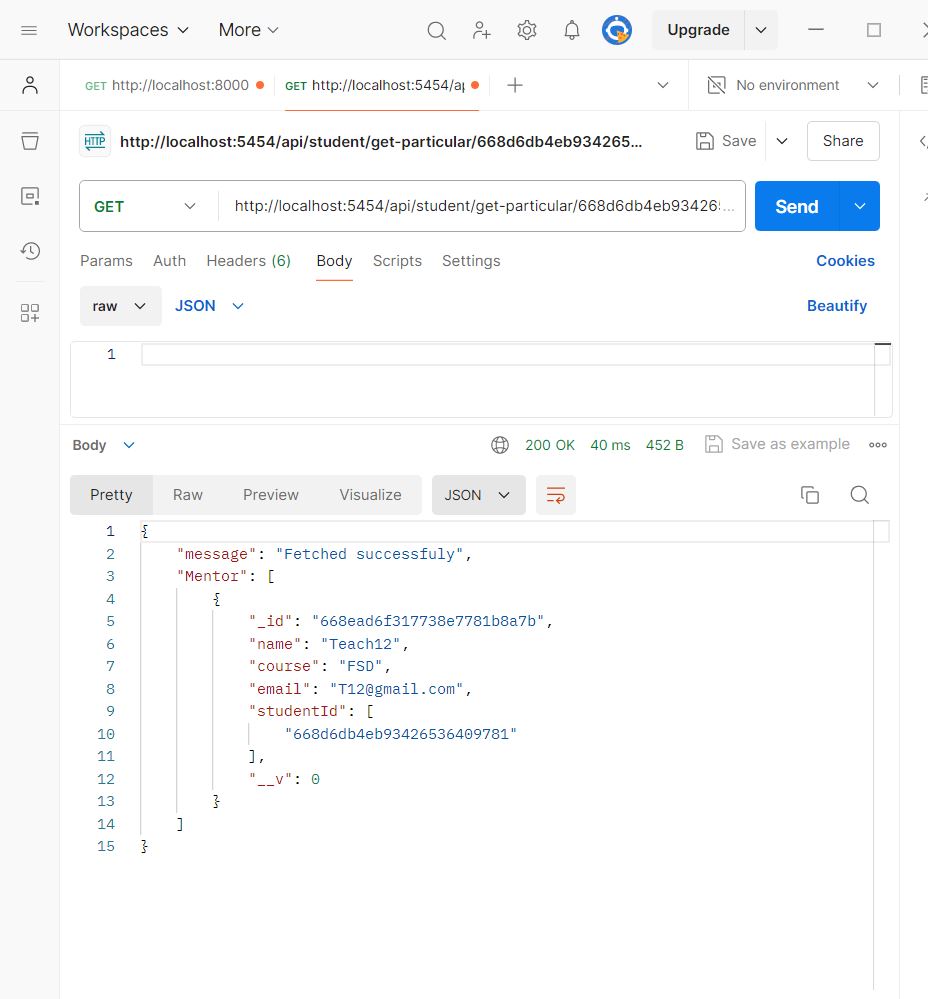 Workspaces More Upgrade
GET http://localhost:8000 GET http://localhost:5454/ap No environment
HTTP http://localhost:5454/api/student/get-particular/668d6db4eb934265... Save Share
GET http://localhost:5454/api/student/get-particular/668d6db4eb93426...
Send
Params Auth Headers (6) Body Scripts Settings Cookies
raw JSON Beautify
1
Body 200 OK 40 ms 452 B Save as example
Pretty Raw Preview Visualize JSON
1 {
2 "message": "Fetched successfuly",
3 "Mentor": [
4 {
5 "_id": "668ead6f317738e7781b8a7b",
6 "name": "Teach12",
7 "course": "FSD",
8 "email": "T12@gmail.com",
9 "studentId": [
10 "668d6db4eb93426536409781"
11 ],
12 "__v": 0
13 }
14 ]
15 }